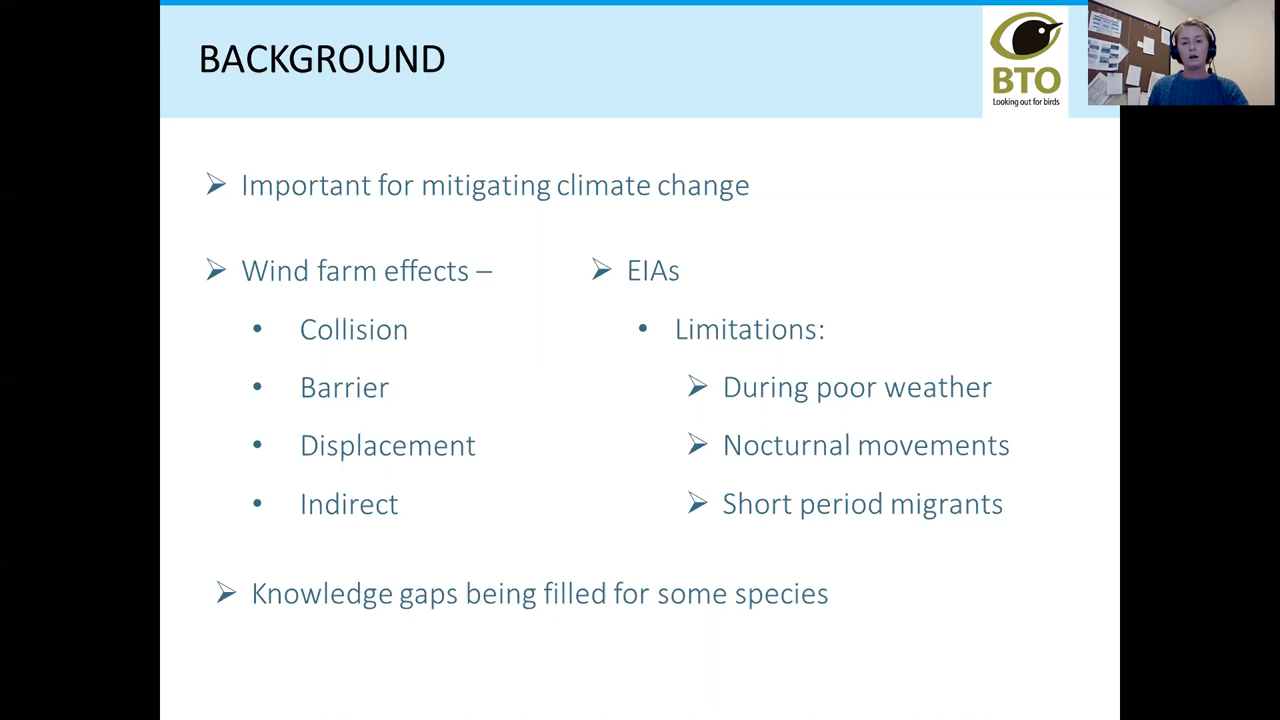 BACKGROUND
BTO
Looking out for birds
Important for mitigating climate change
Wind farm effects –
Collision
Barrier
Displacement
Indirect
EIAs
Limitations:
During poor weather
Nocturnal movements
Short period migrants
Knowledge gaps being filled for some species